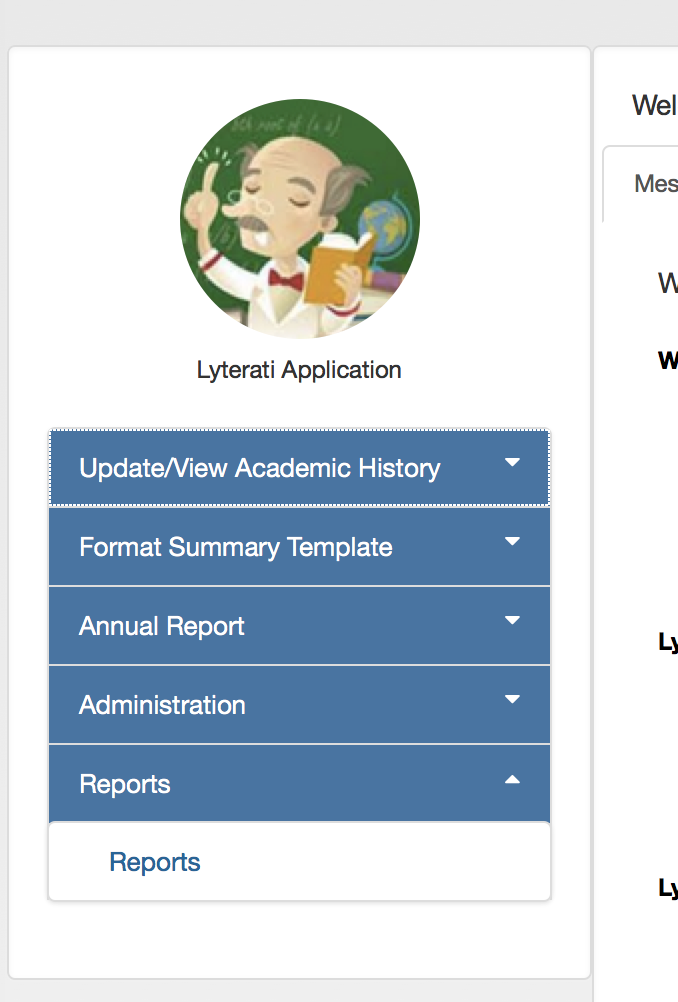 Lyterati Application
Update/View Academic History
Format Summary Template
Annual Report
Administration
Reports
Reports
Wel
Mes
W
W
Ly
Ly